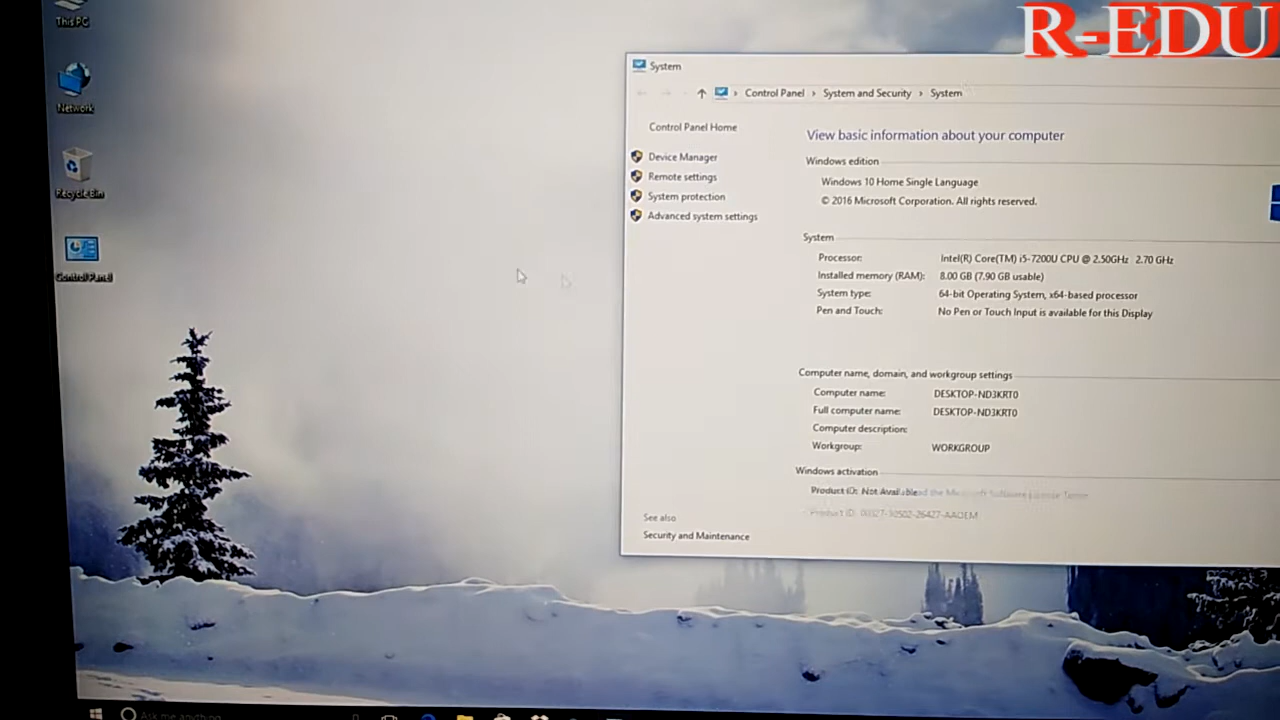 R-EDU
This PC
Network
Recycle Bin
Control Panel
System
Control Panel › System and Security › System
Control Panel Home
Device Manager
Remote settings
System protection
Advanced system settings
See also
Security and Maintenance
View basic information about your computer
Windows edition
Windows 10 Home Single Language
© 2016 Microsoft Corporation. All rights reserved.
System
Processor: Intel(R) Core(TM) i5-7200U CPU @ 2.50GHz 2.70 GHz
Installed memory (RAM): 8.00 GB (7.90 GB usable)
System type: 64-bit Operating System, x64-based processor
Pen and Touch: No Pen or Touch Input is available for this Display
Computer name, domain, and workgroup settings
Computer name: DESKTOP-ND3KRT0
Full computer name: DESKTOP-ND3KRT0
Computer description:
Workgroup: WORKGROUP
Windows activation
Product ID: Not Available
Product ID:
Ask me anything